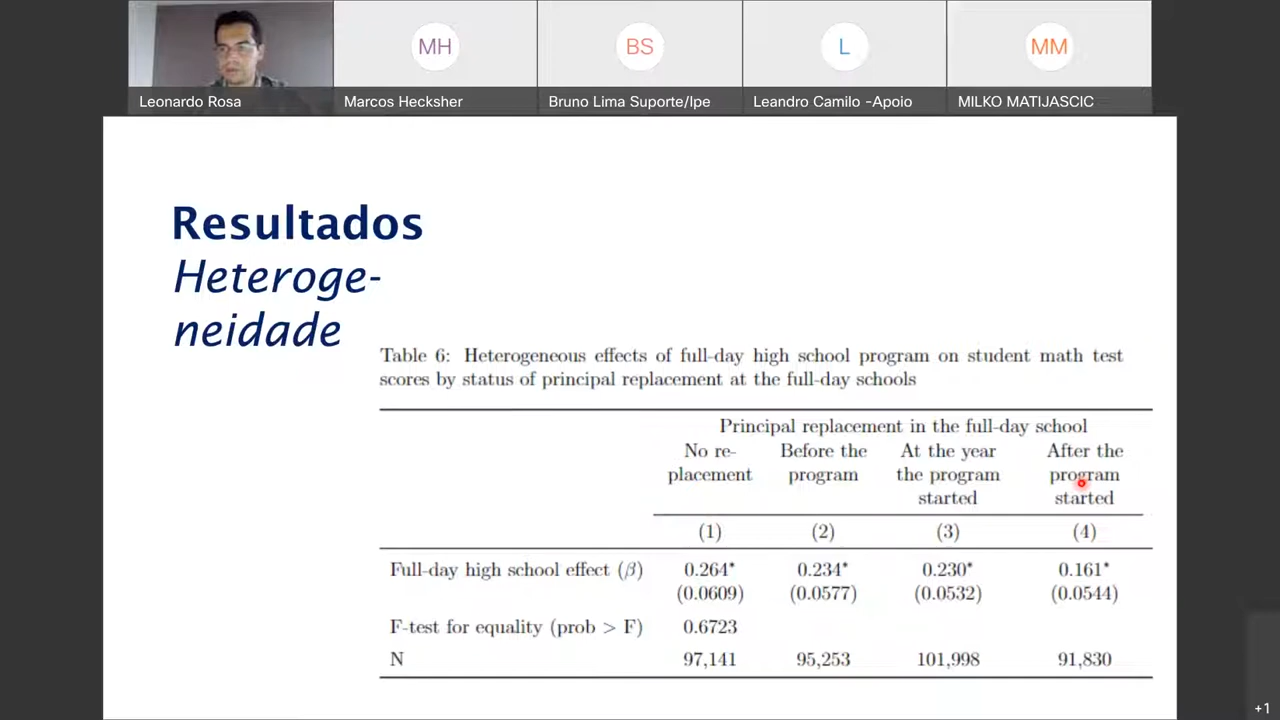 MH
BS
L
MM
Leonardo Rosa
Marcos Hecksher
Bruno Lima Suporte/Ipe
Leandro Camilo -Apoio
MILKO MATIJASCIC
Resultados
Heteroge-
neidade
Table 6: Heterogeneous effects of full-day high school program on student math test
scores by status of principal replacement at the full-day schools
Principal replacement in the full-day school
No re- Before the At the year After the
placement program the program program
started started
(1) (2) (3) (4)
Full-day high school effect (β) 0.264* 0.234* 0.230* 0.161*
(0.0609) (0.0577) (0.0532) (0.0544)
F-test for equality (prob > F) 0.6723
N 97,141 95,253 101,998 91,830
+1